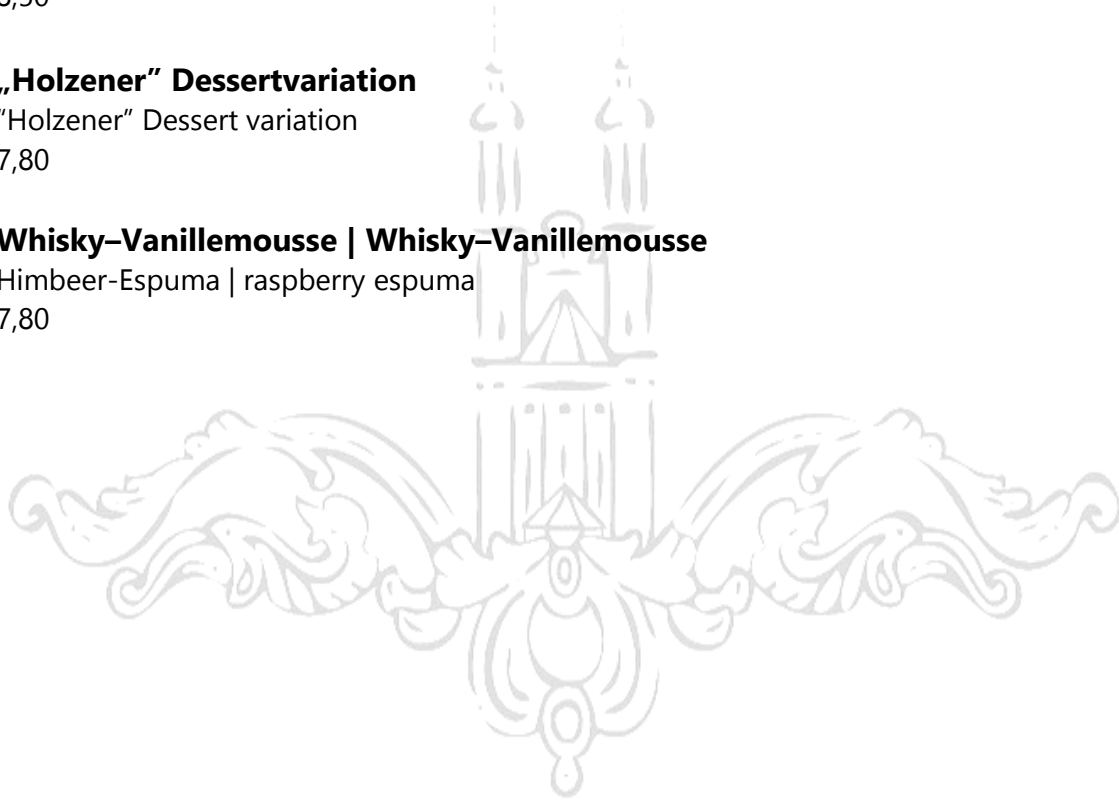 „Holzener” Dessertvariation
“Holzener” Dessert variation
7,80
Whisky–Vanillemousse | Whisky–Vanillemousse
Himbeer-Espuma | raspberry espuma
7,80